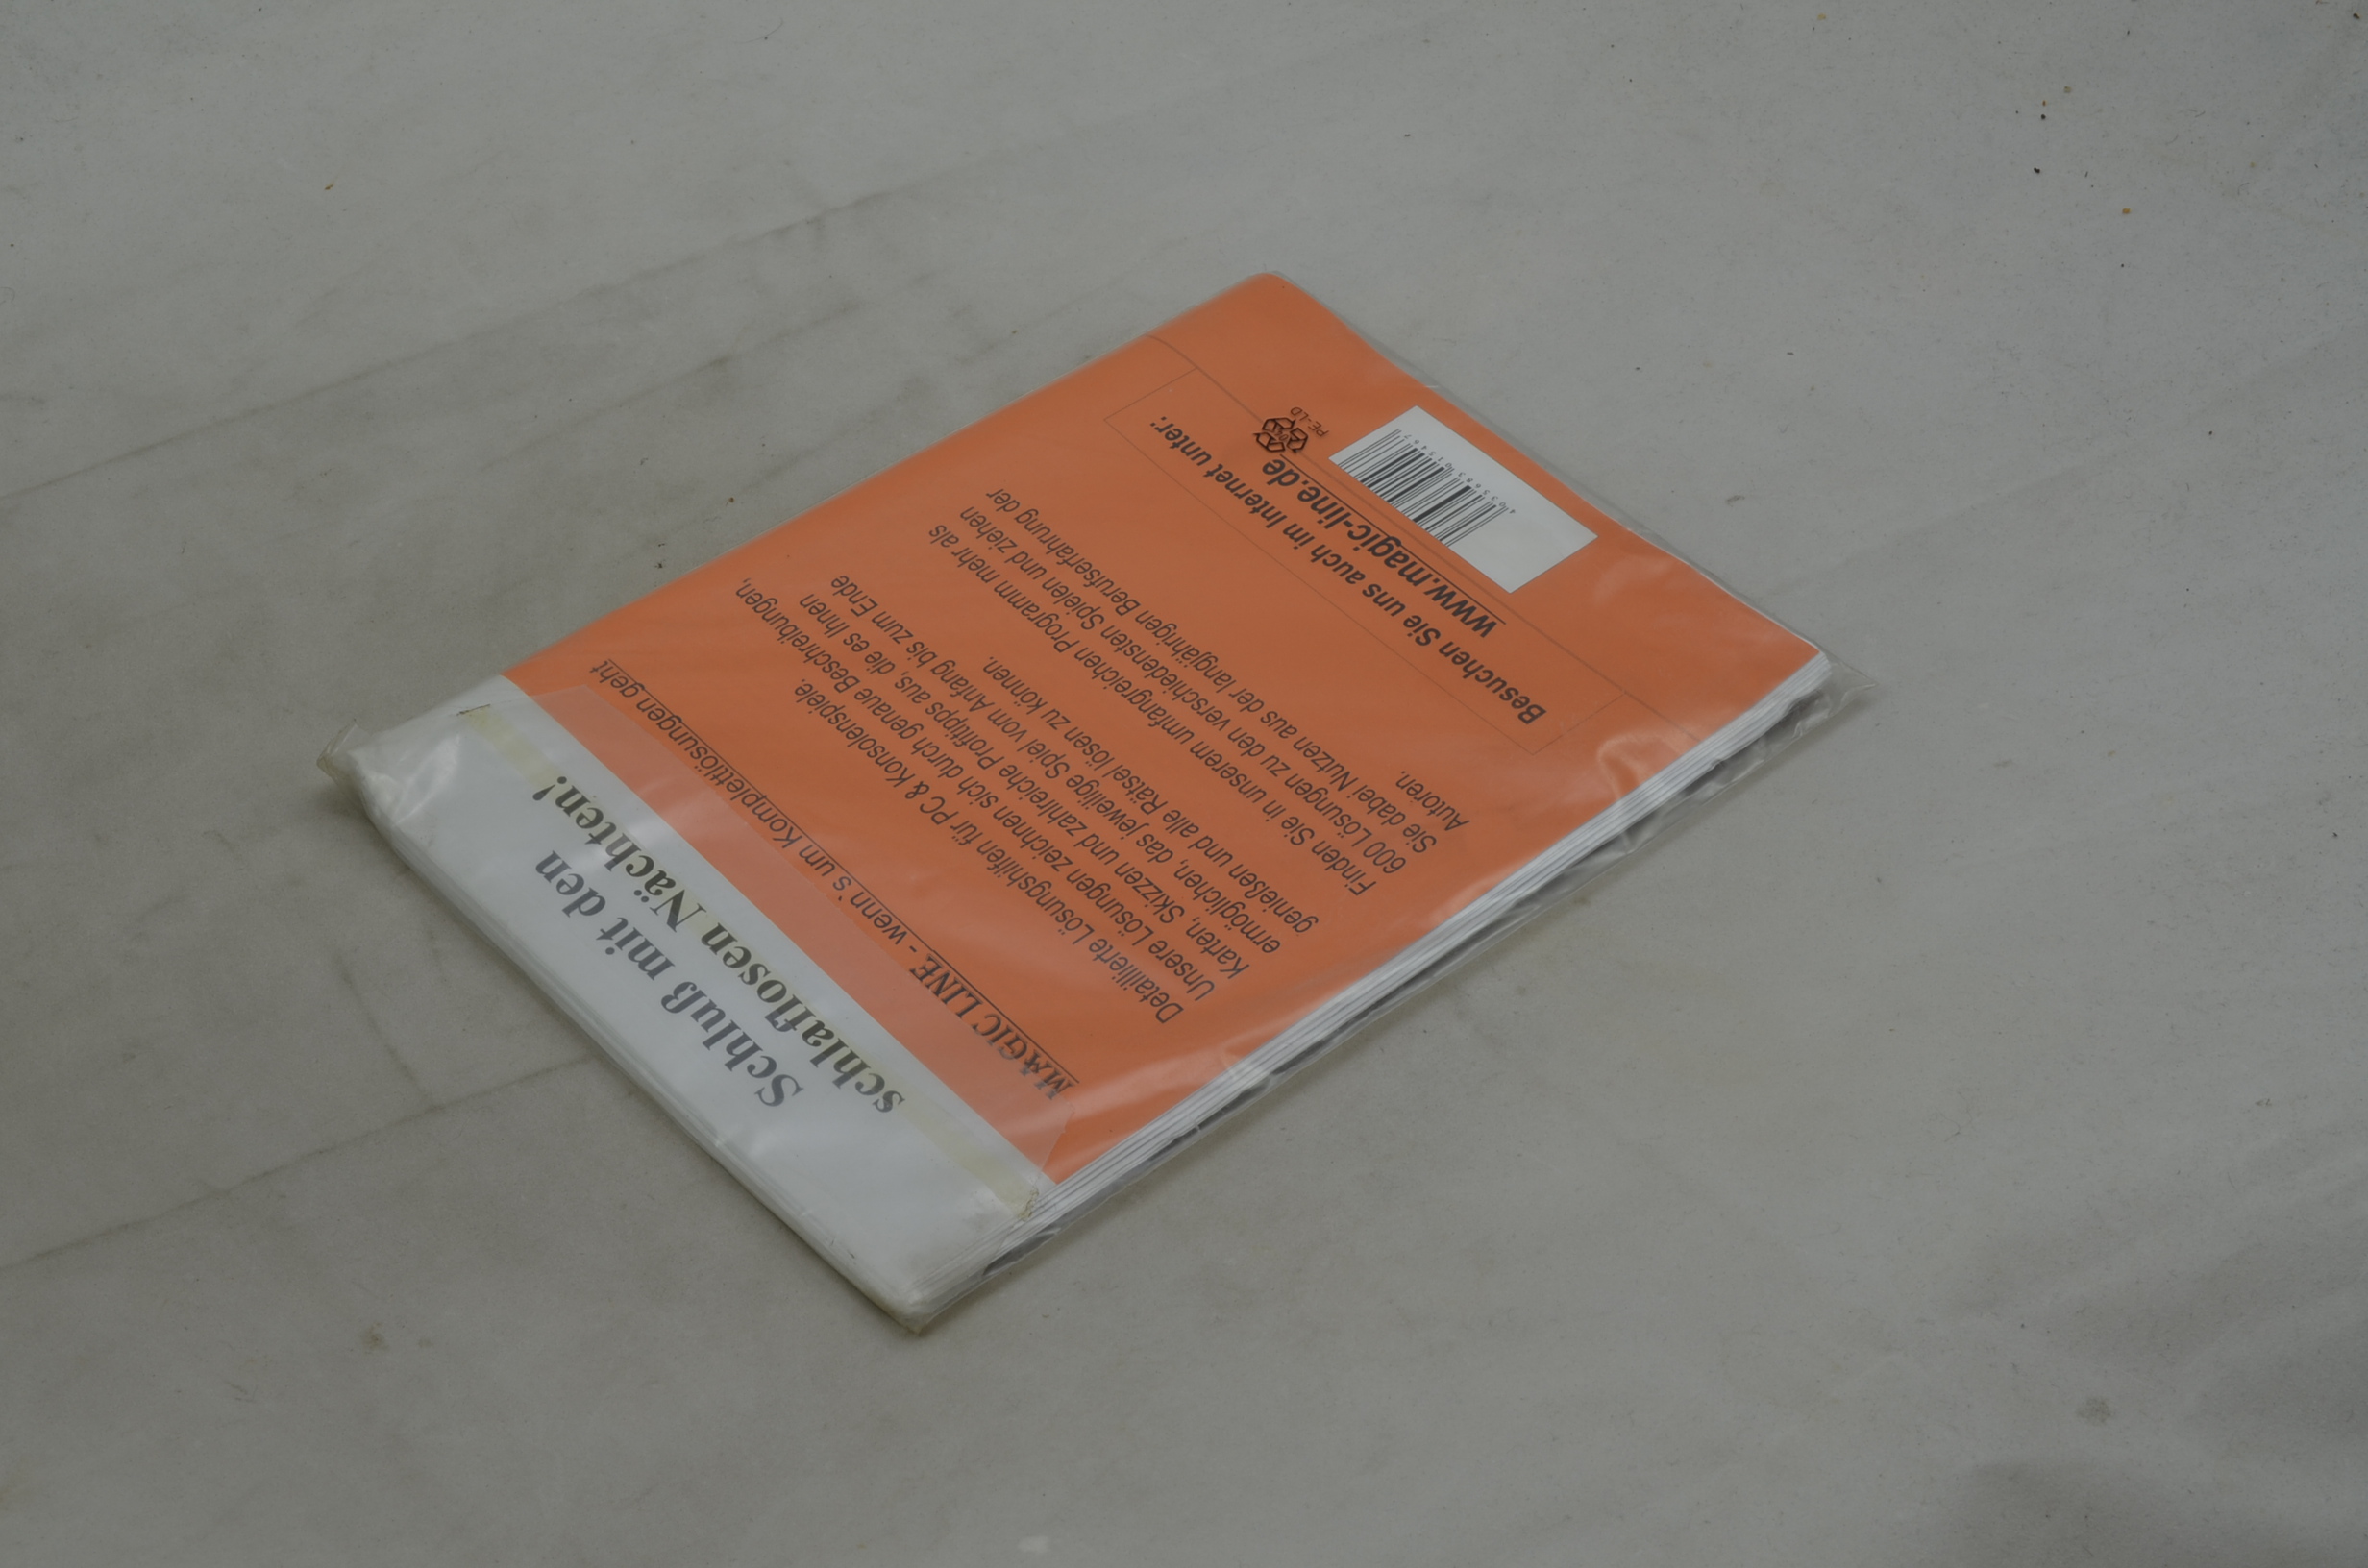 Schluß mit den
schlaflosen Nächten!
MAGIC LINE - wenn's um Komplettlösungen geht
Detaillierte Lösungshilfen für PC & Konsolenspiele.
Unsere Lösungen zeichnen sich durch genaue Beschreibungen,
Karten, Skizzen und zahlreiche Profitipps aus, die es Ihnen
ermöglichen, das jeweilige Spiel vom Anfang bis zum Ende
genießen und alle Rätsel lösen zu können.
Finden Sie in unserem umfangreichen Programm mehr als
600 Lösungen zu den verschiedensten Spielen und ziehen
Sie dabei Nutzen aus der langjährigen Berufserfahrung der
Autoren.
Besuchen Sie uns auch im Internet unter:
www.magic-line.de
PE-LD